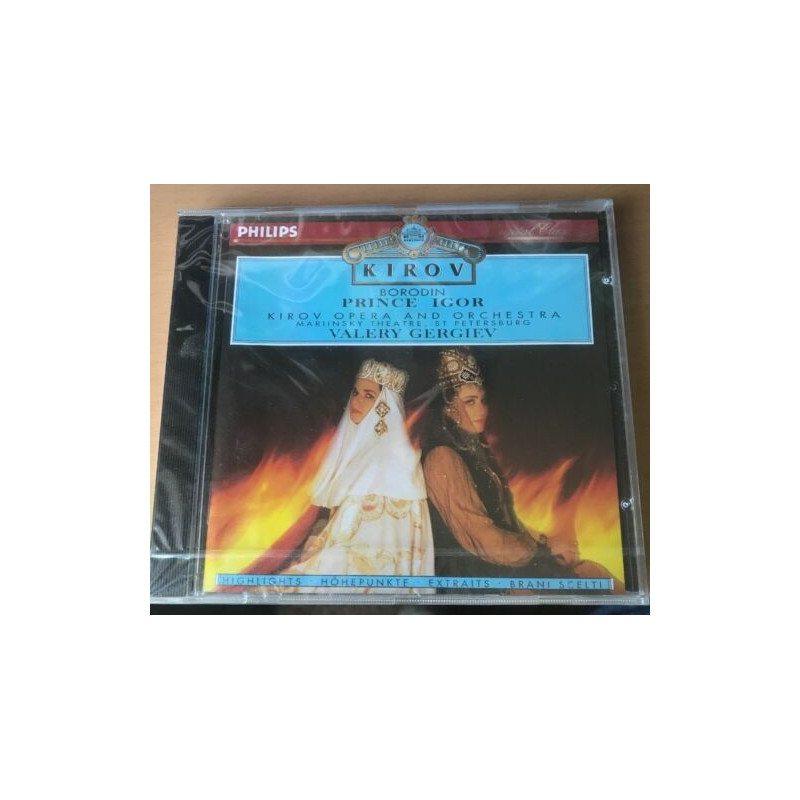 PHILIPS
KIROV
BORODIN
PRINCE IGOR
KIROV OPERA AND ORCHESTRA
MARIINSKY THEATRE, ST PETERSBURG
VALERY GERGIEV
HIGHLIGHTS · HÖHEPUNKTE · EXTRAITS · BRANI SCELTI